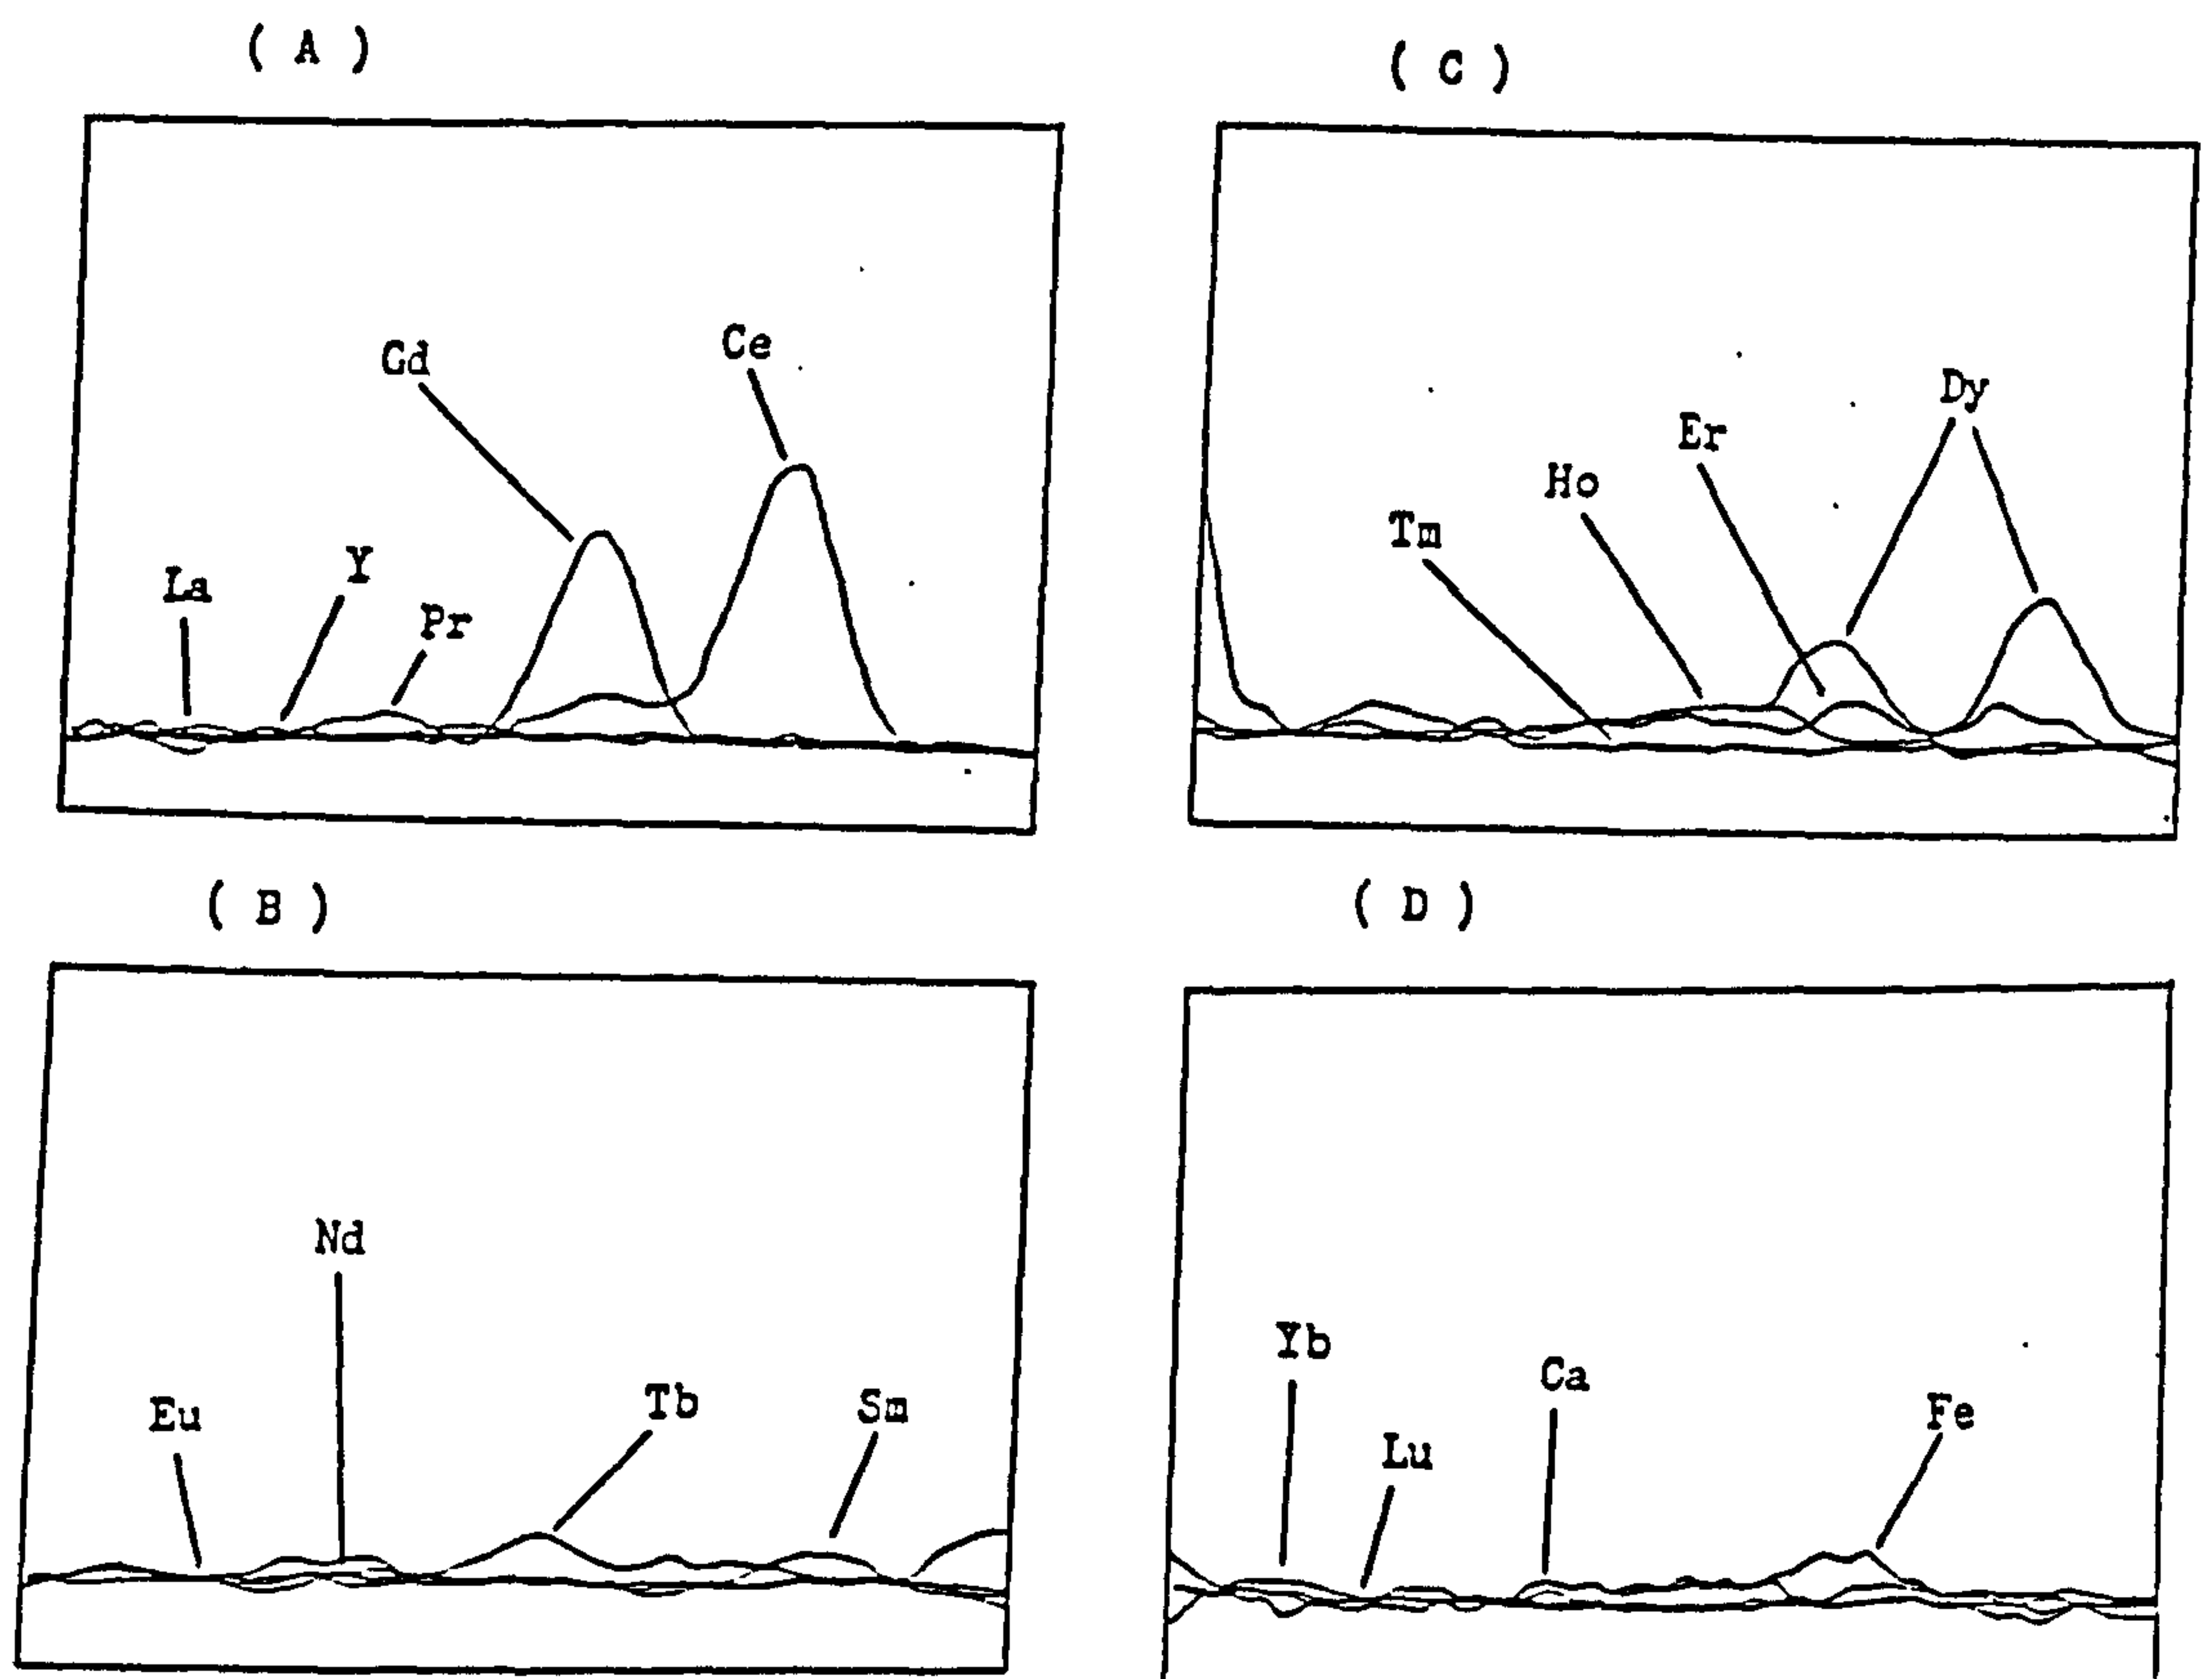 ( A )
Gd
Ce
La
Y
Pr
( C )
Dy
Er
Ho
Tm
( B )
Nd
Eu
Tb
Sm
( D )
Yb
Ca
Fe
Lu